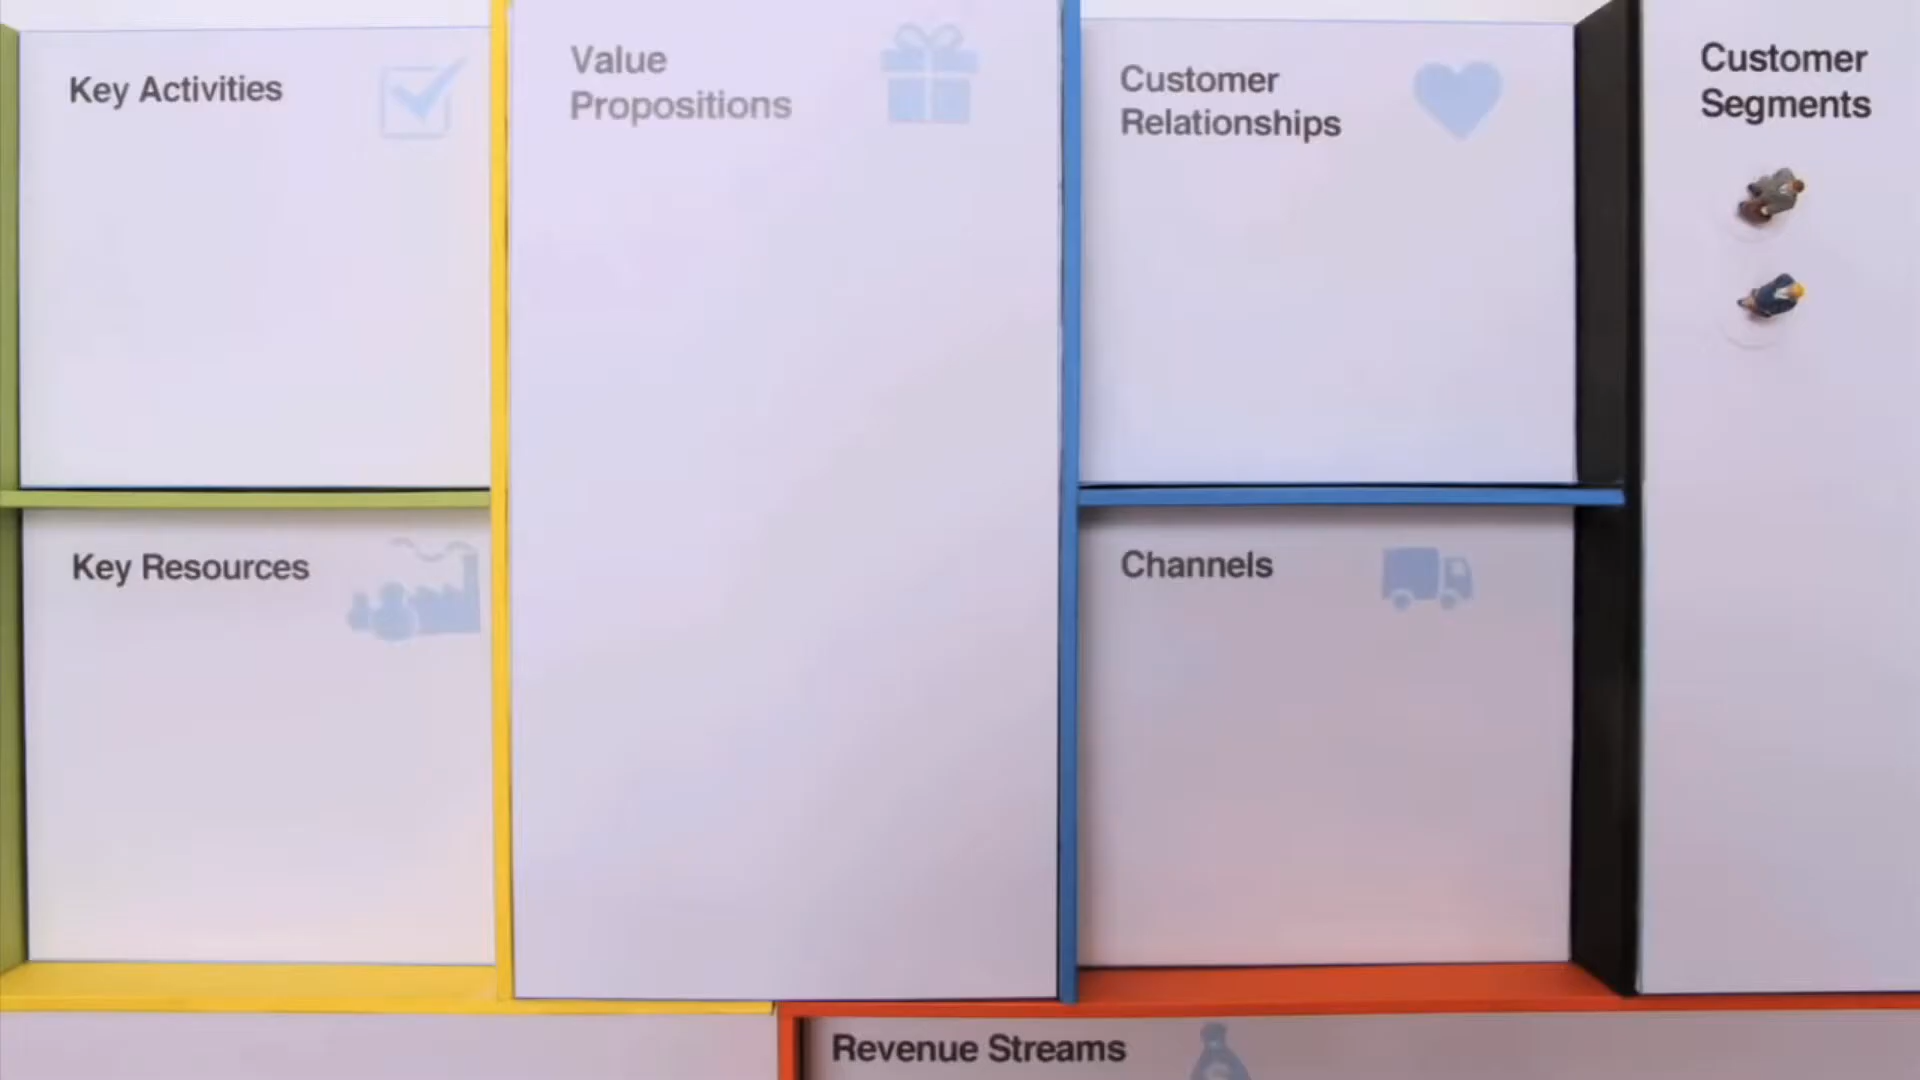 Key Activities
Value
Propositions
Customer
Relationships
Customer
Segments
Key Resources
Channels
Revenue Streams
$